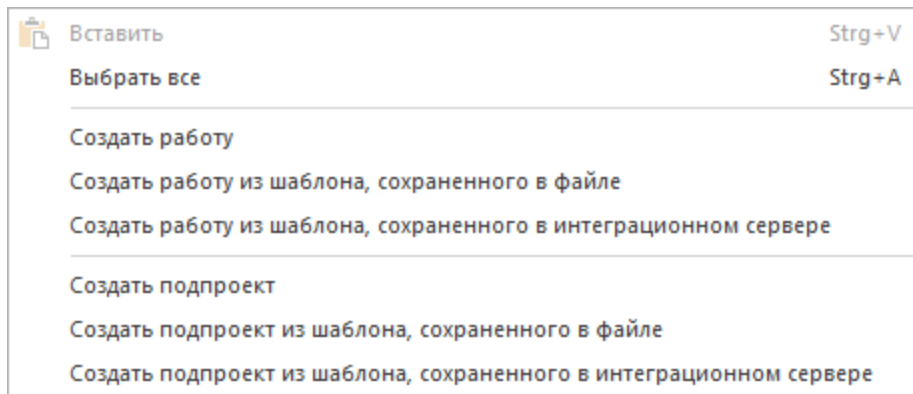 Вставить Strg+V
Выбрать все Strg+A
Создать работу
Создать работу из шаблона, сохраненного в файле
Создать работу из шаблона, сохраненного в интеграционном сервере
Создать подпроект
Создать подпроект из шаблона, сохраненного в файле
Создать подпроект из шаблона, сохраненного в интеграционном сервере